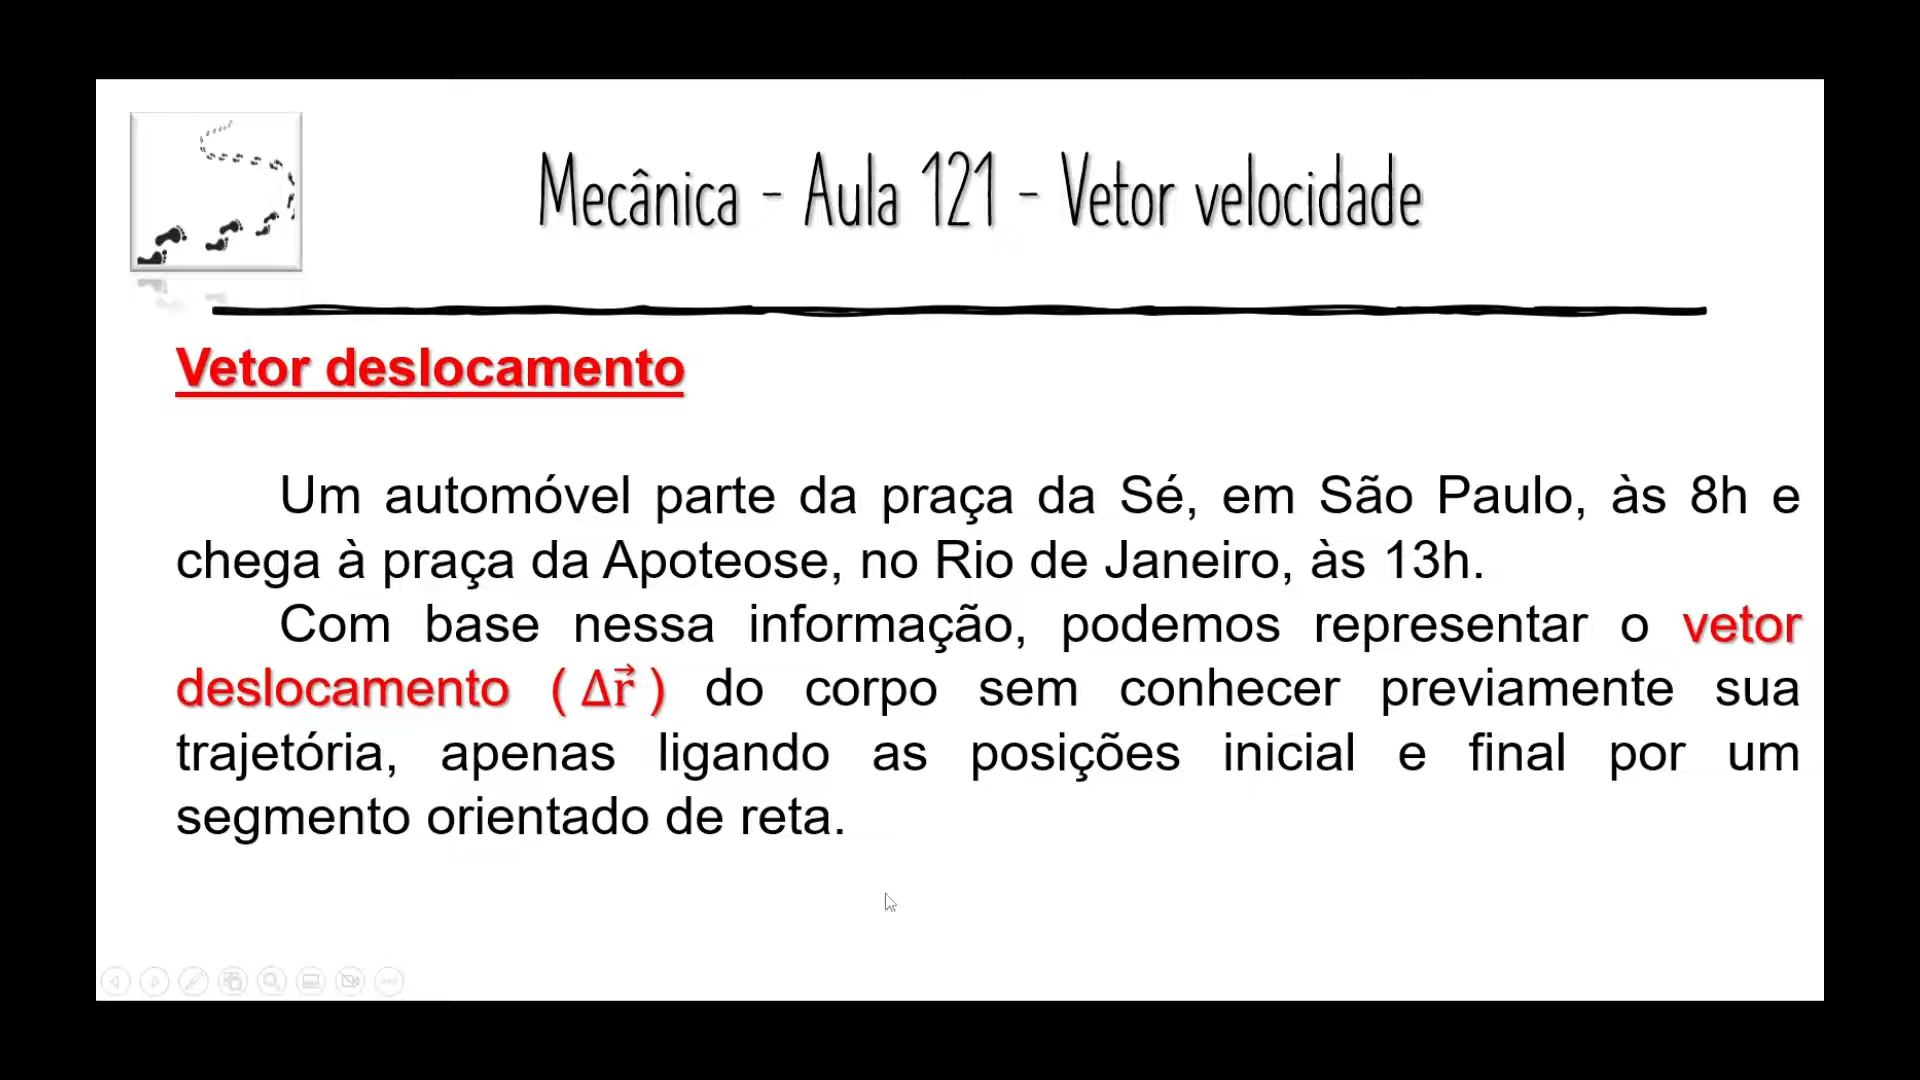 Mecânica - Aula 121 - Vetor velocidade
Vetor deslocamento
Um automóvel parte da praça da Sé, em São Paulo, às 8h e
chega à praça da Apoteose, no Rio de Janeiro, às 13h.
Com base nessa informação, podemos representar o vetor
deslocamento ( Δr⃗ ) do corpo sem conhecer previamente sua
trajetória, apenas ligando as posições inicial e final por um
segmento orientado de reta.